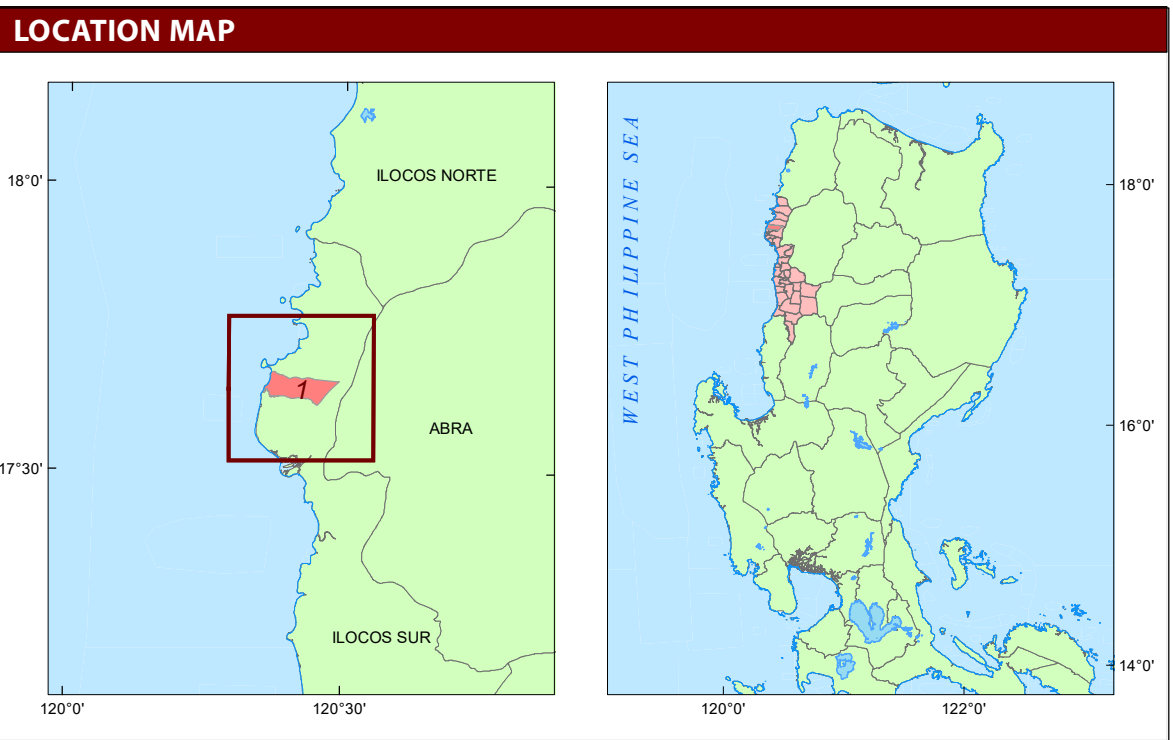 LOCATION MAP
ILOCOS NORTE
18°0'
1
ABRA
17°30'
ILOCOS SUR
120°0'
120°30'
WEST PHILIPPINE SEA
18°0'
16°0'
14°0'
120°0'
122°0'